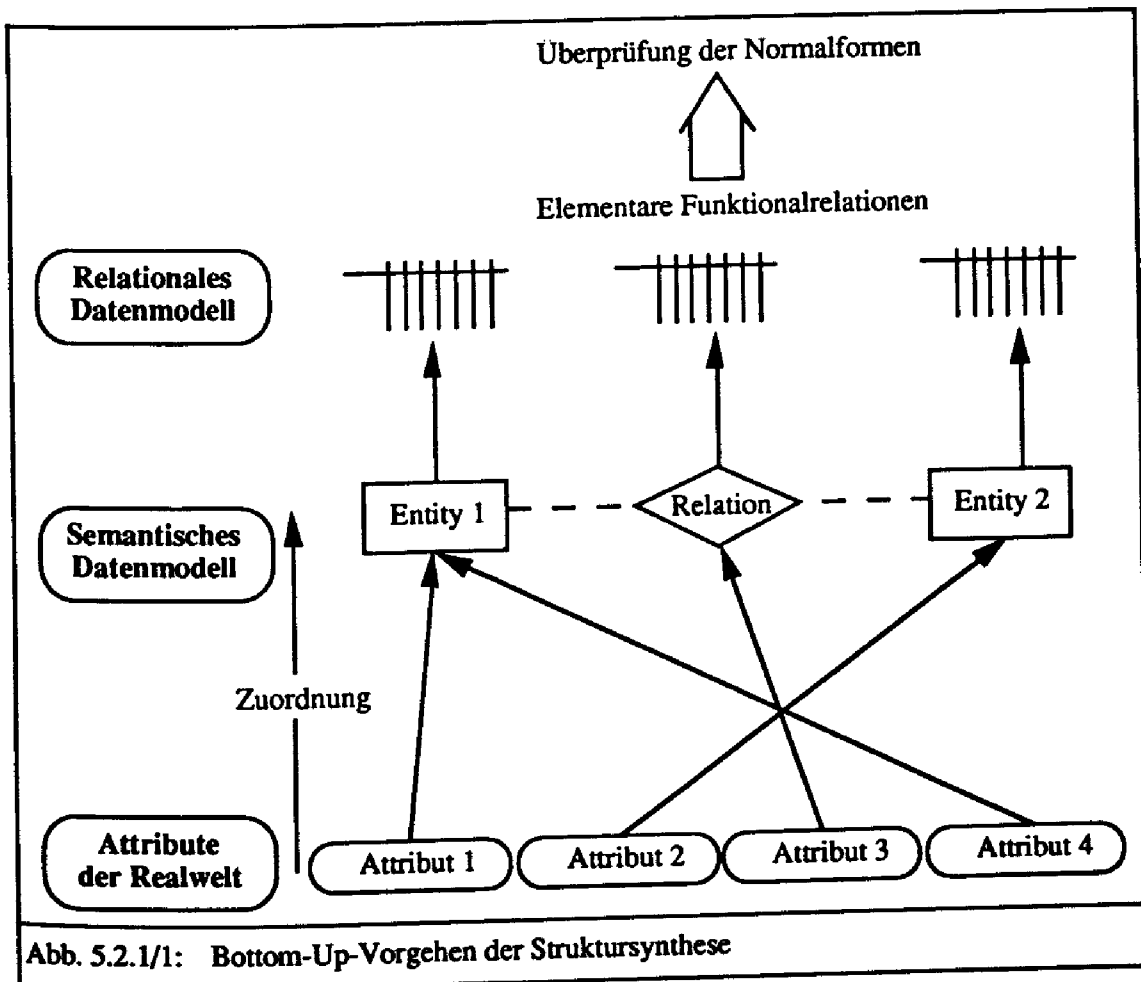 Überprüfung der Normalformen
Elementare Funktionalrelationen
Relationales
Datenmodell
Entity 1
Relation
Entity 2
Semantisches
Datenmodell
Zuordnung
Attribute
der Realwelt
Attribut 1
Attribut 2
Attribut 3
Attribut 4
Abb. 5.2.1/1: Bottom-Up-Vorgehen der Struktursynthese